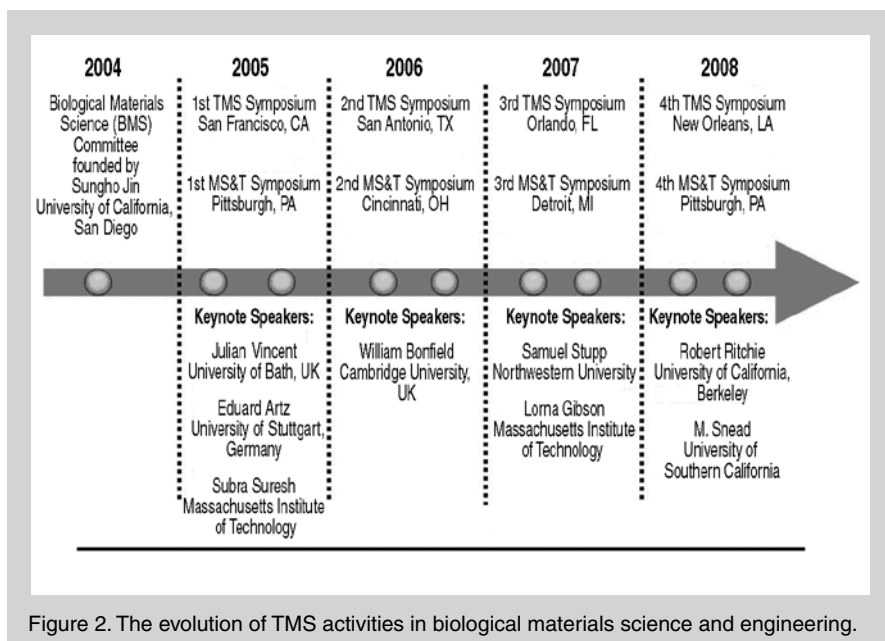 2004
Biological Materials
Science (BMS)
Committee
founded by
Sungho Jin
University of California,
San Diego
2005
1st TMS Symposium
San Francisco, CA
1st MS&T Symposium
Pittsburgh, PA
Keynote Speakers:
Julian Vincent
University of Bath, UK
Eduard Artz
University of Stuttgart,
Germany
Subra Suresh
Massachusetts Institute
of Technology
2006
2nd TMS Symposium
San Antonio, TX
2nd MS&T Symposium
Cincinnati, OH
Keynote Speakers:
William Bonfield
Cambridge University,
UK
2007
3rd TMS Symposium
Orlando, FL
3rd MS&T Symposium
Detroit, MI
Keynote Speakers:
Samuel Stupp
Northwestern University
Lorna Gibson
Massachusetts Institute
of Technology
2008
4th TMS Symposium
New Orleans, LA
4th MS&T Symposium
Pittsburgh, PA
Keynote Speakers:
Robert Ritchie
University of California,
Berkeley
M. Snead
University of
Southern California
Figure 2. The evolution of TMS activities in biological materials science and engineering.